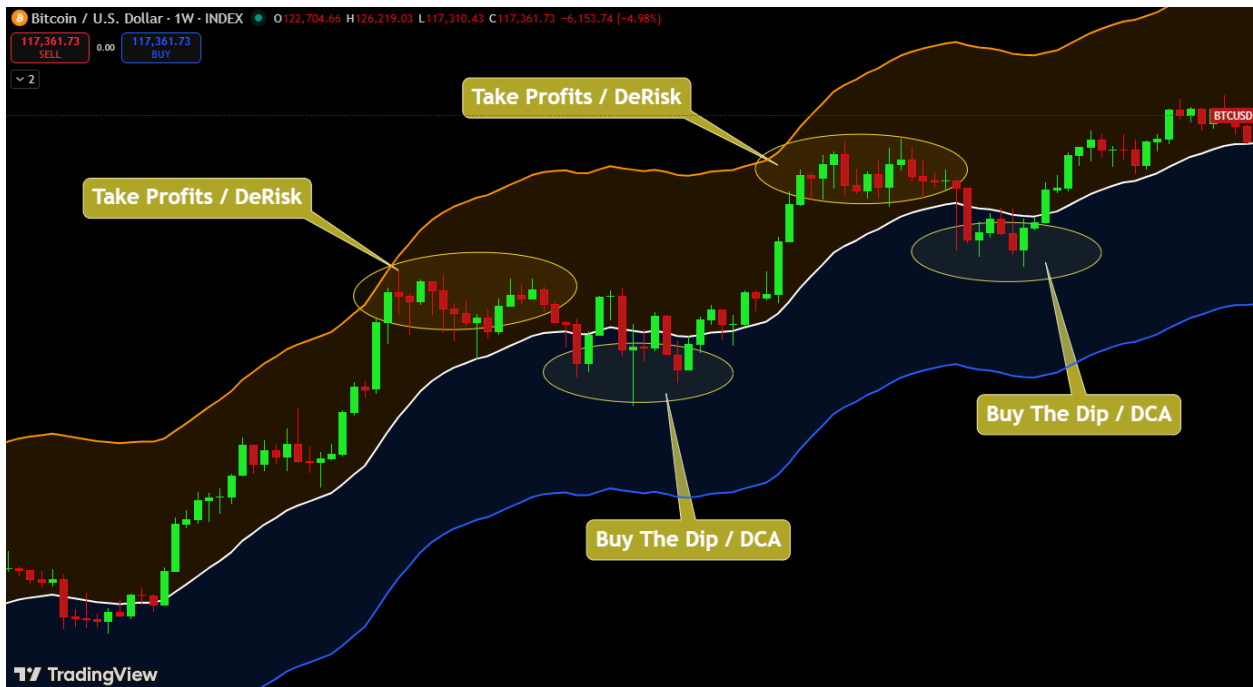 Bitcoin / U.S. Dollar · 1W · INDEX O122,704.66 H126,219.03 L117,310.43 C117,361.73 −6,153.74 (−4.98%)
117,361.73 0.00 117,361.73
SELL BUY
2
Take Profits / DeRisk
BTCUSD
Take Profits / DeRisk
Buy The Dip / DCA
Buy The Dip / DCA
TradingView